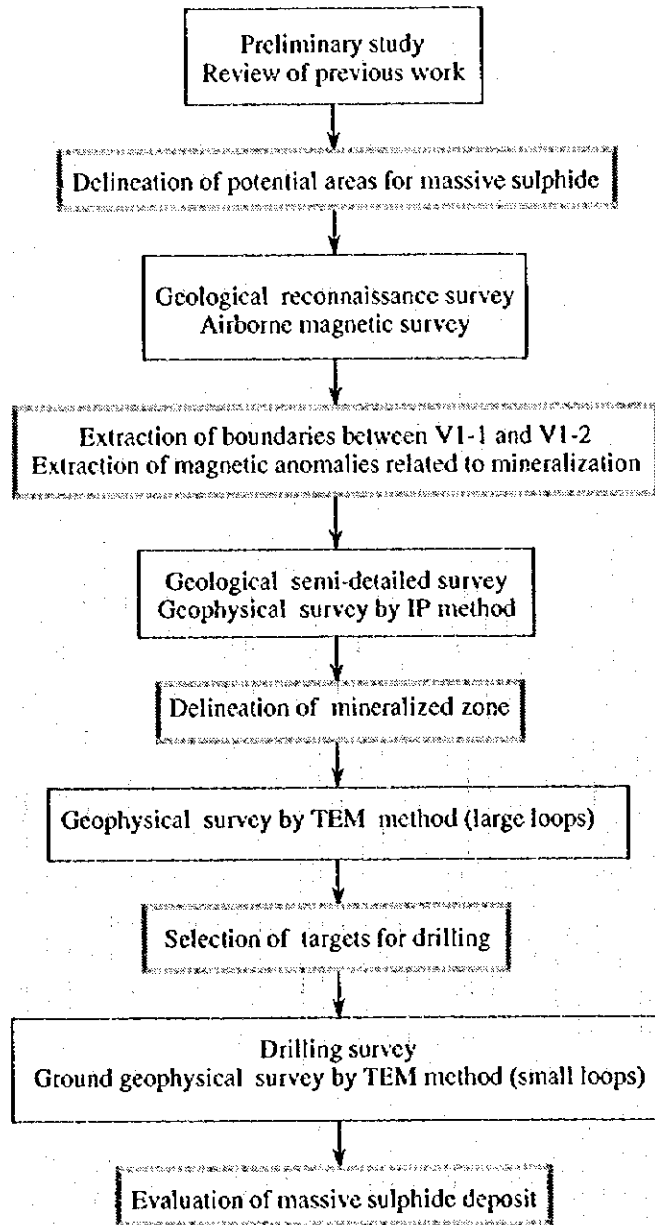 Preliminary study
Review of previous work
Delineation of potential areas for massive sulphide
Geological reconnaissance survey
Airborne magnetic survey
Extraction of boundaries between V1-1 and V1-2
Extraction of magnetic anomalies related to mineralization
Geological semi-detailed survey
Geophysical survey by IP method
Delineation of mineralized zone
Geophysical survey by TEM method (large loops)
Selection of targets for drilling
Drilling survey
Ground geophysical survey by TEM method (small loops)
Evaluation of massive sulphide deposit